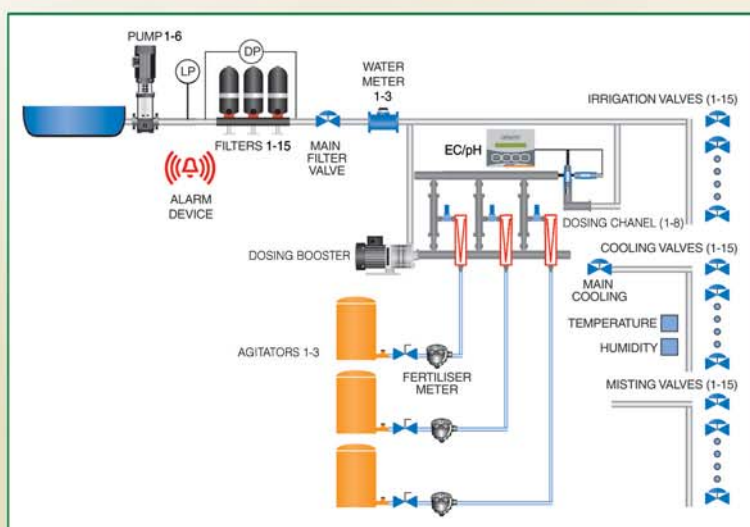 PUMP 1-6
LP
DP
WATER
METER
1-3
IRRIGATION VALVES (1-15)
FILTERS 1-15
MAIN
FILTER
VALVE
EC/pH
ALARM
DEVICE
DOSING CHANEL (1-8)
DOSING BOOSTER
COOLING VALVES (1-15)
MAIN
COOLING
TEMPERATURE
HUMIDITY
AGITATORS 1-3
FERTILISER
METER
MISTING VALVES (1-15)